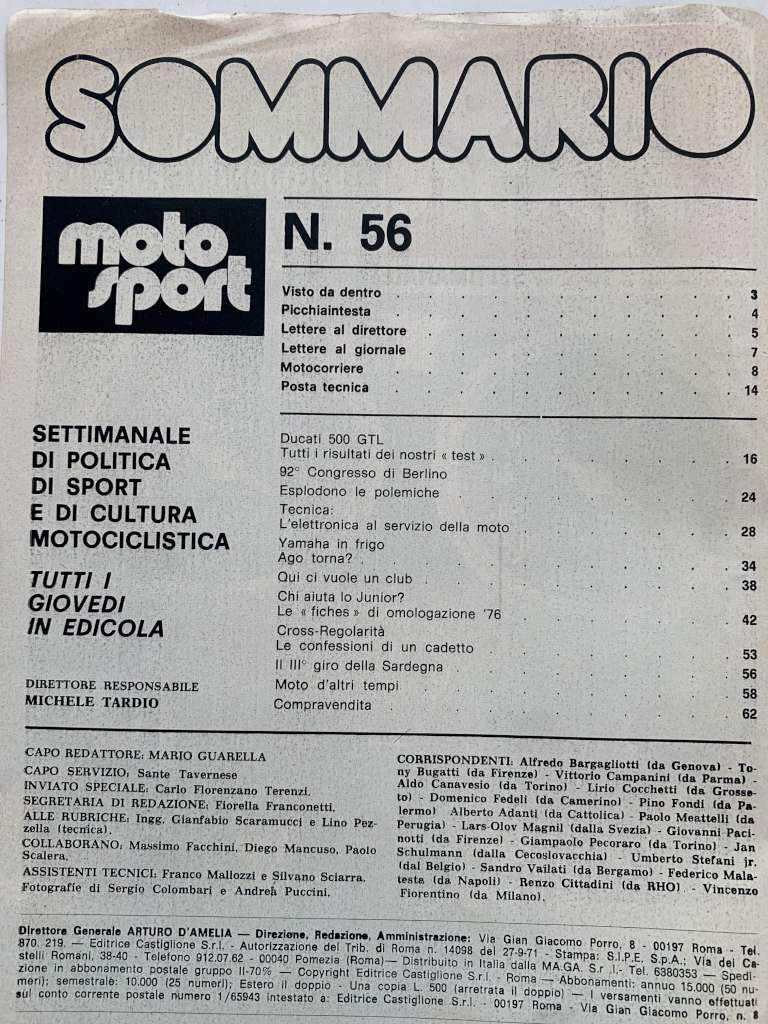 SOMMARIO
moto
sport
N. 56
Visto da dentro . . . . . . . . . . . 3
Picchiaintesta . . . . . . . . . . . 4
Lettere al direttore . . . . . . . . . . 5
Lettere al giornale . . . . . . . . . . 7
Motocorriere . . . . . . . . . . . 8
Posta tecnica . . . . . . . . . . . 14
SETTIMANALE
DI POLITICA
DI SPORT
E DI CULTURA
MOTOCICLISTICA
TUTTI I
GIOVEDI
IN EDICOLA
DIRETTORE RESPONSABILE
MICHELE TARDIO
Ducati 500 GTL
Tutti i risultati dei nostri « test » . . . . . . . 16
92° Congresso di Berlino
Esplodono le polemiche . . . . . . . . 24
Tecnica:
L'elettronica al servizio della moto . . . . . . 28
Yamaha in frigo
Ago torna? . . . . . . . . . . . 34
Qui ci vuole un club . . . . . . . . . 38
Chi aiuta lo Junior?
Le « fiches » di omologazione '76 . . . . . . 42
Cross-Regolarità
Le confessioni di un cadetto . . . . . . . 53
Il III° giro della Sardegna . . . . . . . . 56
Moto d'altri tempi . . . . . . . . . 58
Compravendita . . . . . . . . . . 62
CAPO REDATTORE: MARIO GUARELLA
CAPO SERVIZIO: Sante Tavernese
INVIATO SPECIALE: Carlo Florenzano Terenzi.
SEGRETARIA DI REDAZIONE: Fiorella Franconetti.
ALLE RUBRICHE: Ingg. Gianfabio Scaramucci e Lino Pez-
zella (tecnica).
COLLABORANO: Massimo Facchini, Diego Mancuso, Paolo
Scalera.
ASSISTENTI TECNICI: Franco Mallozzi e Silvano Sciarra.
Fotografie di Sergio Colombari e Andrea Puccini.
CORRISPONDENTI: Alfredo Bargagliotti (da Genova) - To-
ny Bugatti (da Firenze) - Vittorio Campanini (da Parma) -
Aldo Canavesio (da Torino) - Lirio Cocchetti (da Grosse-
to) - Domenico Fedeli (da Camerino) - Pino Fondi (da Pa-
lermo) Alberto Adanti (da Cattolica) - Paolo Meattelli (da
Perugia) - Lars-Olov Magnil (dalla Svezia) - Giovanni Paci-
notti (da Firenze) - Giampaolo Pecoraro (da Torino) - Jan
Schulmann (dalla Cecoslovacchia) - Umberto Stefani jr.
(dal Belgio) - Sandro Vailati (da Bergamo) - Federico Mala-
testa (da Napoli) - Renzo Cittadini (da RHO) - Vincenzo
Fiorentino (da Milano).
Direttore Generale ARTURO D'AMELIA — Direzione, Redazione, Amministrazione: Via Gian Giacomo Porro, 8 - 00197 Roma - Tel.
870. 219. — Editrice Castiglione S.r.l. - Autorizzazione del Trib. di Roma n. 14098 del 27-9-71 - Stampa: S.I.P.E. S.p.A.; Via dei Ca-
stelli Romani, 38-40 - Telefono 912.07.62 - 00040 Pomezia (Roma)— Distribuito in Italia dalla MA.GA. S.r .l.- Tel. 6380353 — Spedi-
zione in abbonamento postale gruppo II-70% — Copyright Editrice Castiglione S.r.l. - Roma — Abbonamenti: annuo 15.000 (50 nu-
meri); semestrale: 10.000 (25 numeri); Estero il doppio - Una copia L. 500 (arretrata il doppio) — I versamenti vanno effettuati
sul conto corrente postale numero 1/65943 intestato a: Editrice Castiglione S.r.l. - 00197 Roma - Via Gian Giacomo Porro, n. 8